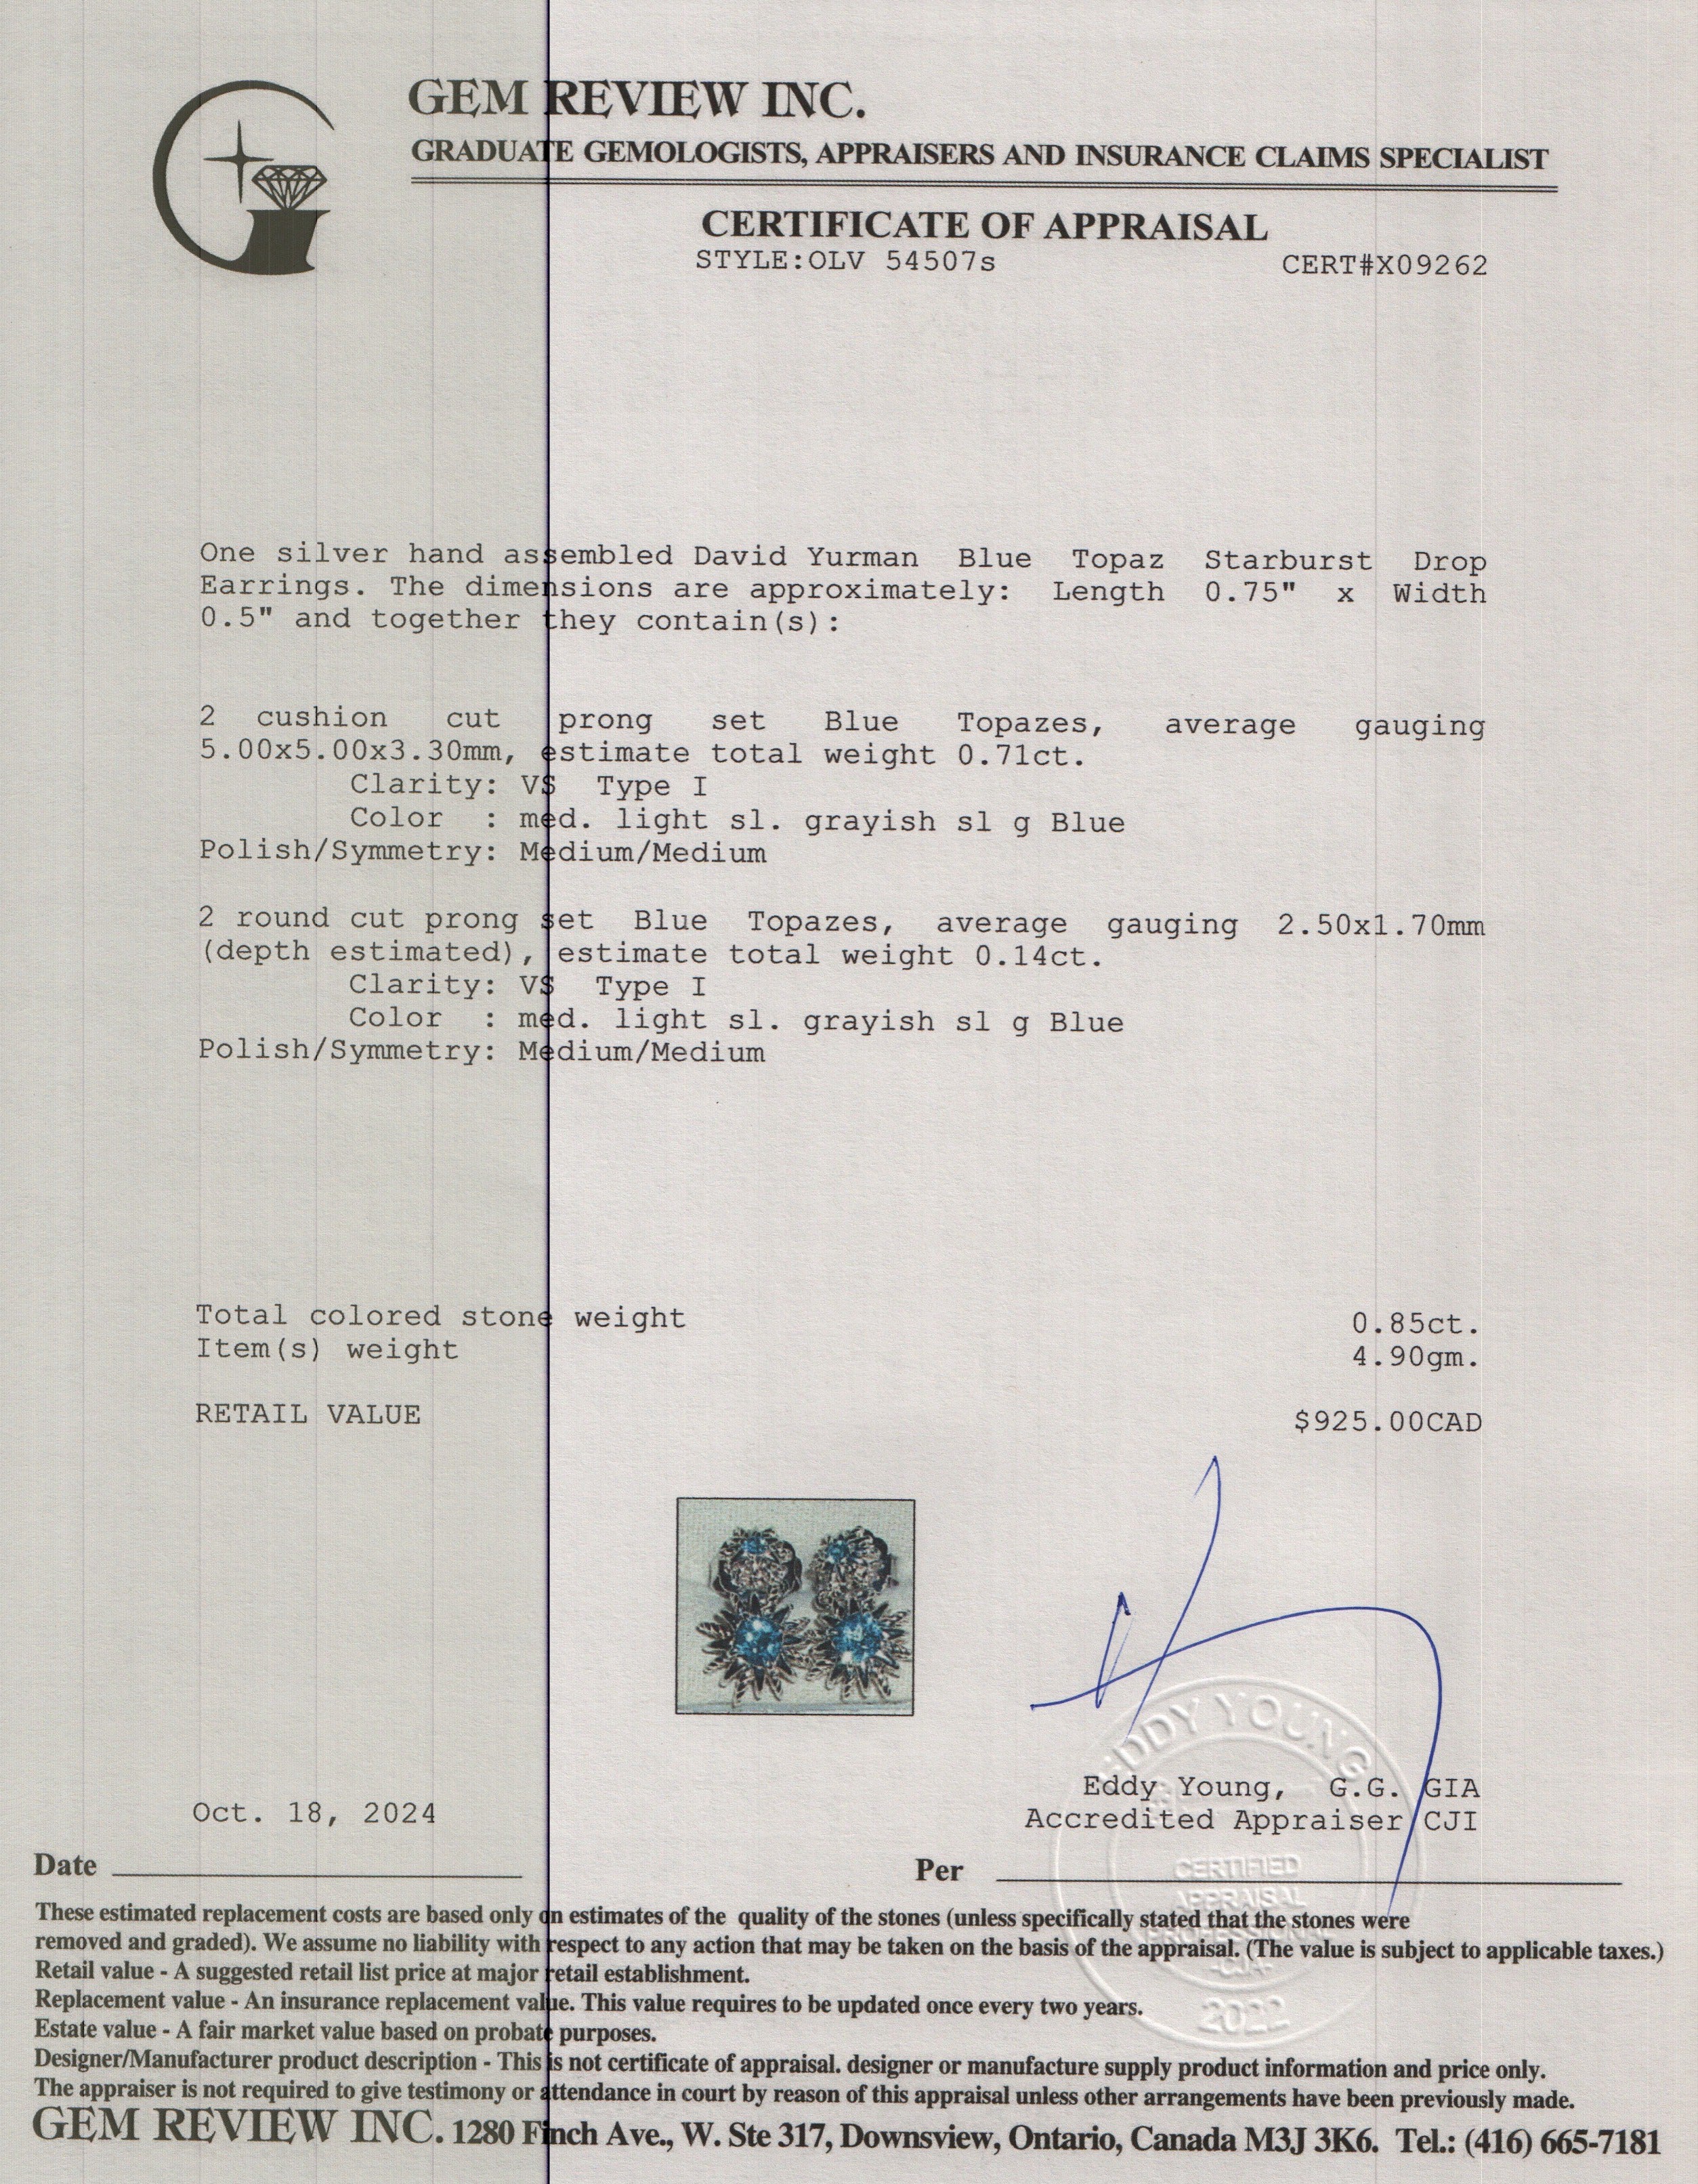 GEM REVIEW INC.
GRADUATE GEMOLOGISTS, APPRAISERS AND INSURANCE CLAIMS SPECIALIST
CERTIFICATE OF APPRAISAL
STYLE:OLV 54507s CERT#X09262
One silver hand assembled David Yurman Blue Topaz Starburst Drop
Earrings. The dimensions are approximately: Length 0.75" x Width
0.5" and together they contain(s):
2 cushion cut prong set Blue Topazes, average gauging
5.00x5.00x3.30mm, estimate total weight 0.71ct.
Clarity: VS Type I
Color : med. light sl. grayish sl g Blue
Polish/Symmetry: Medium/Medium
2 round cut prong set Blue Topazes, average gauging 2.50x1.70mm
(depth estimated), estimate total weight 0.14ct.
Clarity: VS Type I
Color : med. light sl. grayish sl g Blue
Polish/Symmetry: Medium/Medium
Total colored stone weight 0.85ct.
Item(s) weight 4.90gm.
RETAIL VALUE $925.00CAD
EDDY YOUNG
Eddy Young, G.G. GIA
Oct. 18, 2024 Accredited Appraiser CJI
Date Per
CERTIFIED
APPRAISAL
PROFESSIONAL
-CJA-
2022
These estimated replacement costs are based only on estimates of the quality of the stones (unless specifically stated that the stones were
removed and graded). We assume no liability with respect to any action that may be taken on the basis of the appraisal. (The value is subject to applicable taxes.)
Retail value - A suggested retail list price at major retail establishment.
Replacement value - An insurance replacement value. This value requires to be updated once every two years.
Estate value - A fair market value based on probate purposes.
Designer/Manufacturer product description - This is not certificate of appraisal. designer or manufacture supply product information and price only.
The appraiser is not required to give testimony or attendance in court by reason of this appraisal unless other arrangements have been previously made.
GEM REVIEW INC. 1280 Finch Ave., W. Ste 317, Downsview, Ontario, Canada M3J 3K6. Tel.: (416) 665-7181